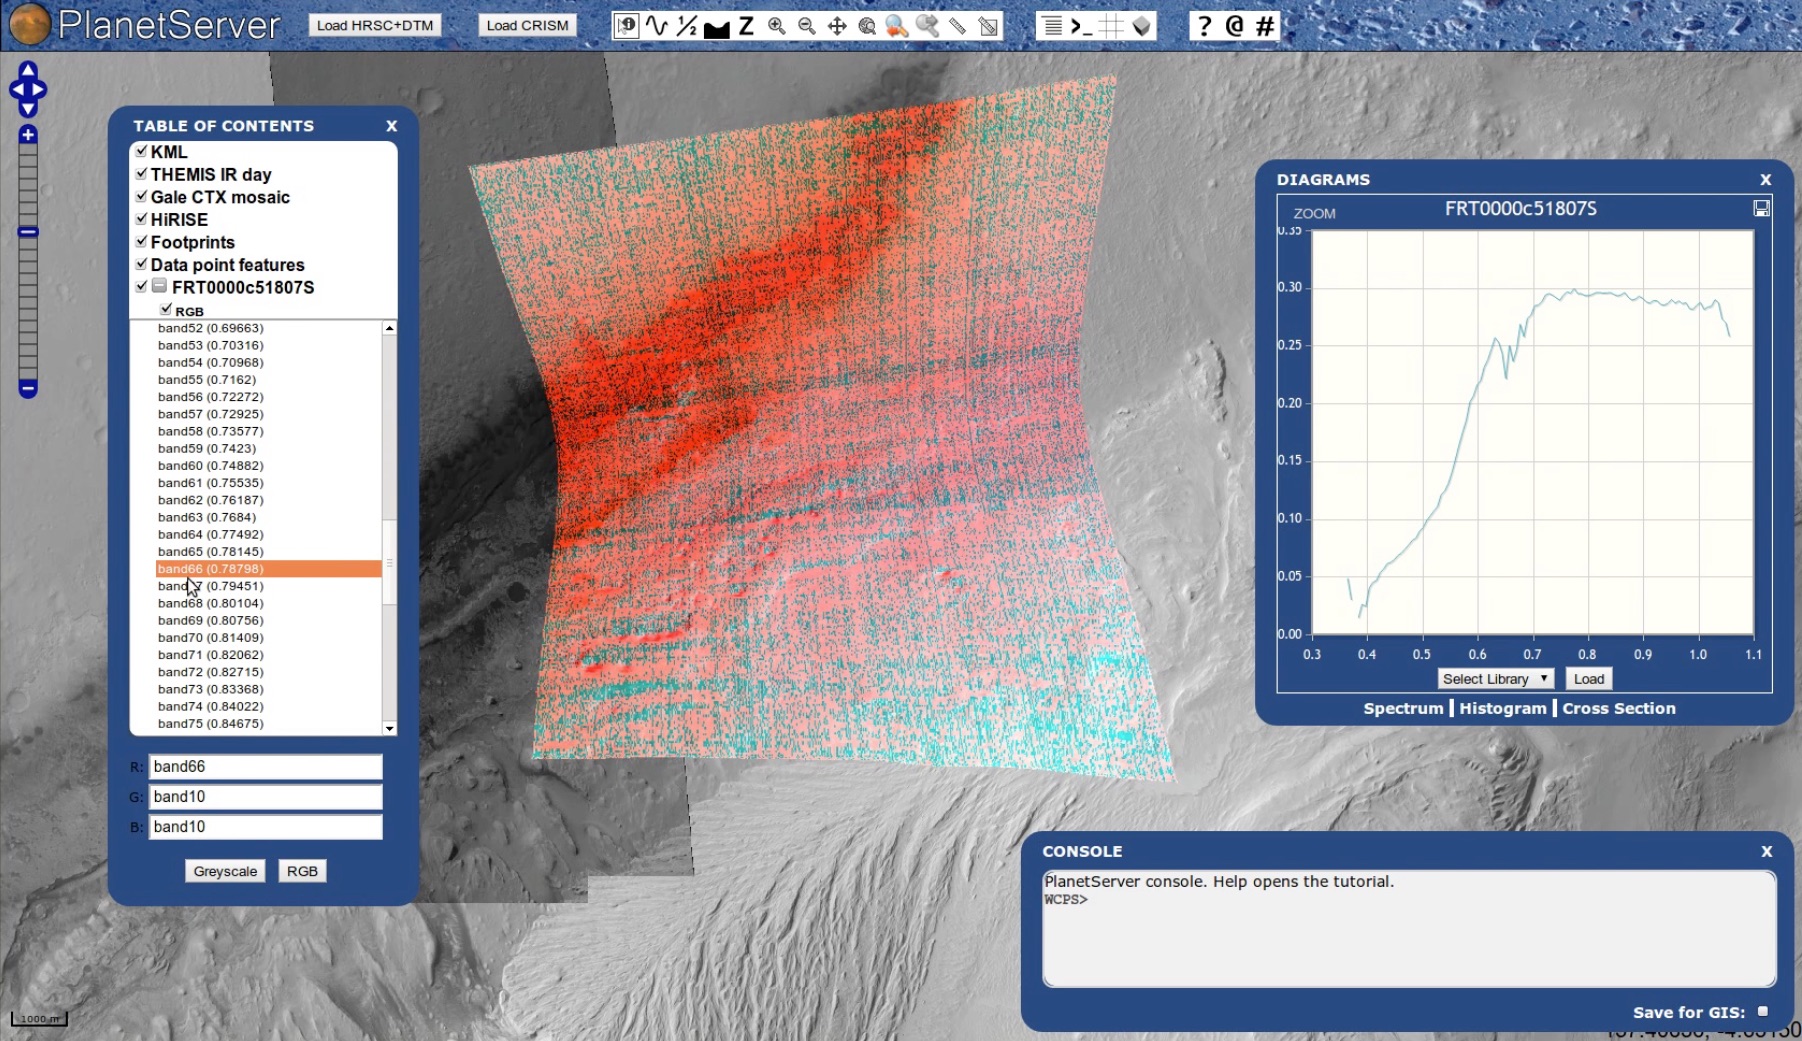 PlanetServer
Load HRSC+DTM
Load CRISM
1/2
Z
>_
? @ #
TABLE OF CONTENTS X
KML
THEMIS IR day
Gale CTX mosaic
HiRISE
Footprints
Data point features
FRT0000c51807S
RGB
band52 (0.69663)
band53 (0.70316)
band54 (0.70968)
band55 (0.7162)
band56 (0.72272)
band57 (0.72925)
band58 (0.73577)
band59 (0.7423)
band60 (0.74882)
band61 (0.75535)
band62 (0.76187)
band63 (0.7684)
band64 (0.77492)
band65 (0.78145)
band66 (0.78798)
(0.79451)
band68 (0.80104)
band69 (0.80756)
band70 (0.81409)
band71 (0.82062)
band72 (0.82715)
band73 (0.83368)
band74 (0.84022)
band75 (0.84675)
R: band66
G: band10
B: band10
Greyscale RGB
1000 m
DIAGRAMS X
ZOOM FRT0000c51807S
0.35
0.30
0.25
0.20
0.15
0.10
0.05
0.00
0.3 0.4 0.5 0.6 0.7 0.8 0.9 1.0 1.1
Select Library Load
Spectrum Histogram Cross Section
CONSOLE X
PlanetServer console. Help opens the tutorial.
WCPS>
Save for GIS: